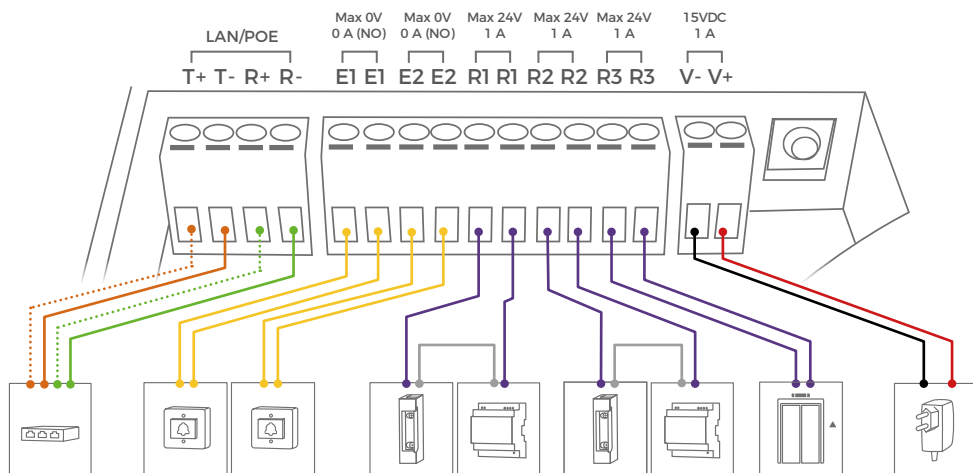 LAN/POE
T+ T- R+ R-
Max 0V
0 A (NO)
E1 E1
Max 0V
0 A (NO)
E2 E2
Max 24V
1 A
R1 R1
Max 24V
1 A
R2 R2
Max 24V
1 A
R3 R3
15VDC
1 A
V- V+